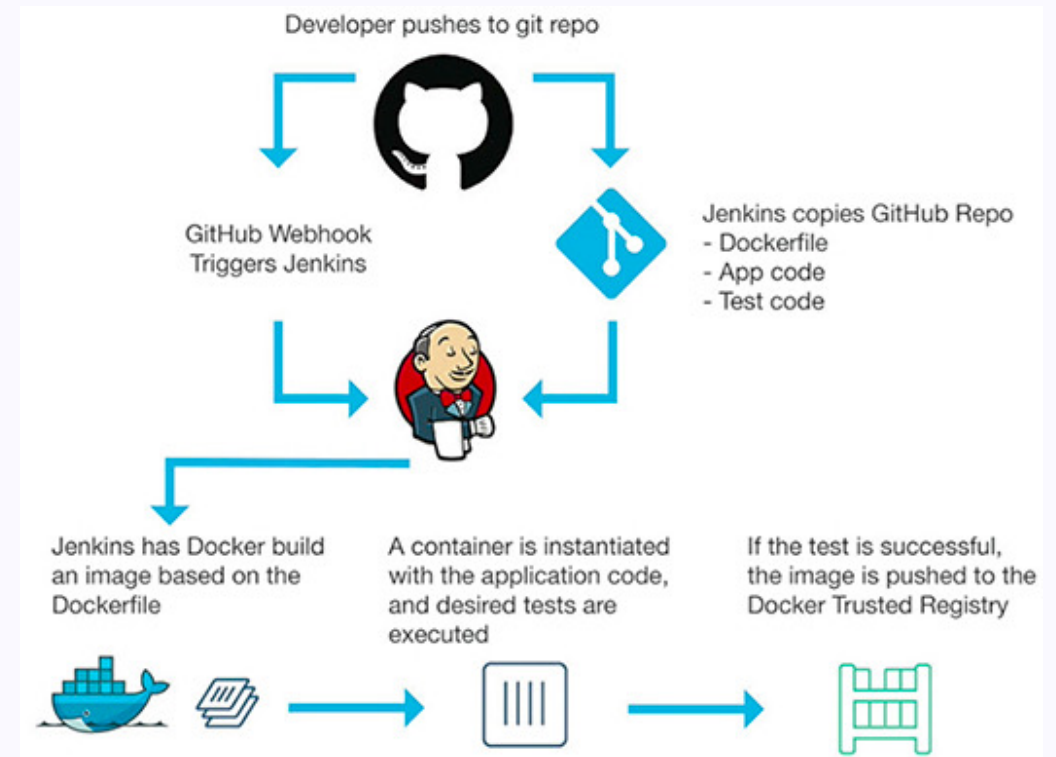 Developer pushes to git repo
GitHub Webhook
Triggers Jenkins
Jenkins copies GitHub Repo
- Dockerfile
- App code
- Test code
Jenkins has Docker build
an image based on the
Dockerfile
A container is instantiated
with the application code,
and desired tests are
executed
If the test is successful,
the image is pushed to the
Docker Trusted Registry